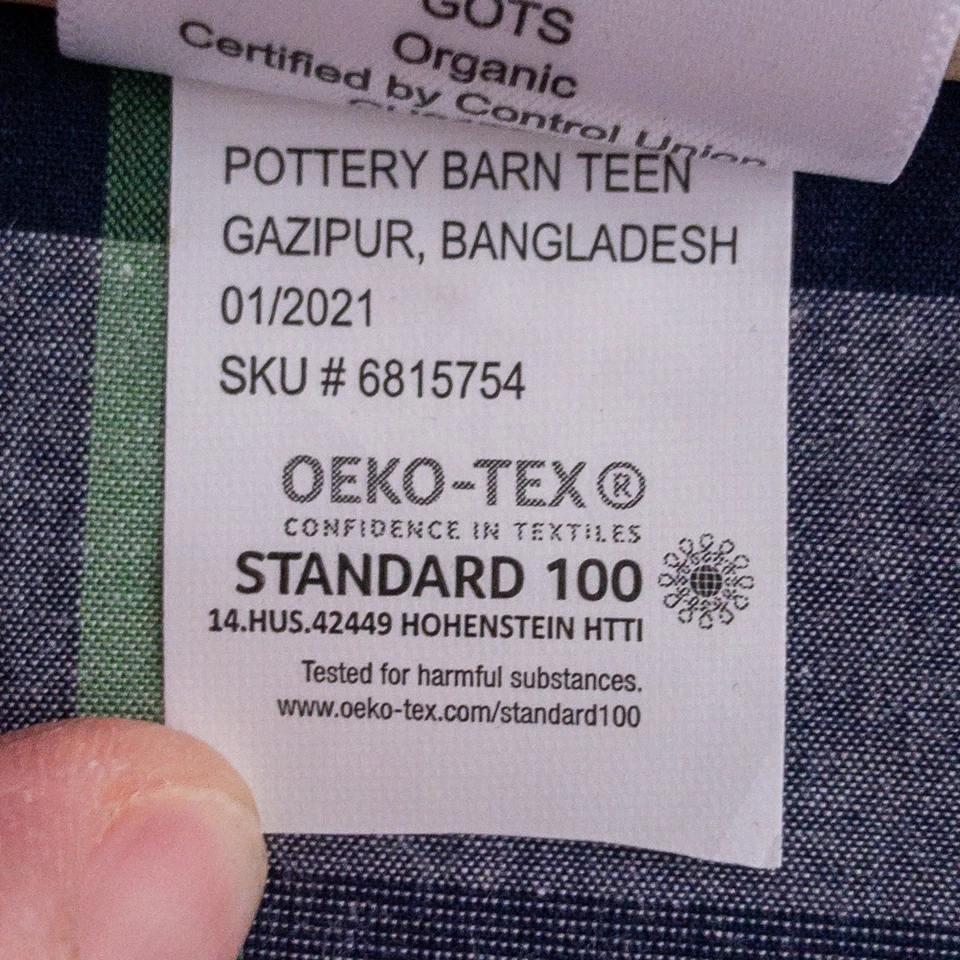 GOTS
Organic
Certified by Control Union
POTTERY BARN TEEN
GAZIPUR, BANGLADESH
01/2021
SKU # 6815754
OEKO-TEX®
CONFIDENCE IN TEXTILES
STANDARD 100
14.HUS.42449 HOHENSTEIN HTTI
Tested for harmful substances.
www.oeko-tex.com/standard100